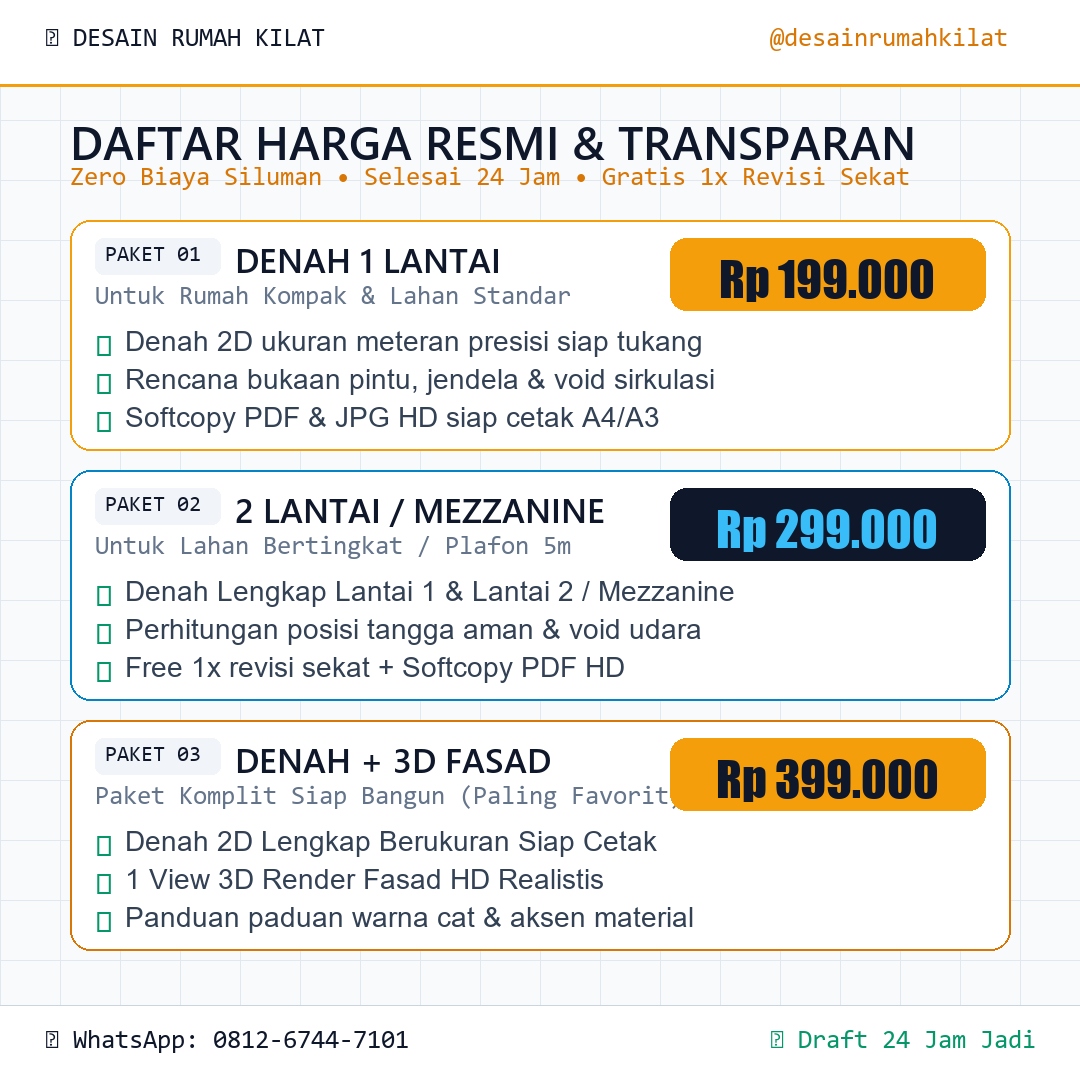 DESAIN RUMAH KILAT
@desainrumahkilat
DAFTAR HARGA RESMI & TRANSPARAN
Zero Biaya Siluman • Selesai 24 Jam • Gratis 1x Revisi Sekat
PAKET 01
DENAH 1 LANTAI
Rp 199.000
Untuk Rumah Kompak & Lahan Standar
Denah 2D ukuran meteran presisi siap tukang
Rencana bukaan pintu, jendela & void sirkulasi
Softcopy PDF & JPG HD siap cetak A4/A3
PAKET 02
2 LANTAI / MEZZANINE
Rp 299.000
Untuk Lahan Bertingkat / Plafon 5m
Denah Lengkap Lantai 1 & Lantai 2 / Mezzanine
Perhitungan posisi tangga aman & void udara
Free 1x revisi sekat + Softcopy PDF HD
PAKET 03
DENAH + 3D FASAD
Rp 399.000
Paket Komplit Siap Bangun (Paling Favorit
Denah 2D Lengkap Berukuran Siap Cetak
1 View 3D Render Fasad HD Realistis
Panduan paduan warna cat & aksen material
WhatsApp: 0812-6744-7101
Draft 24 Jam Jadi